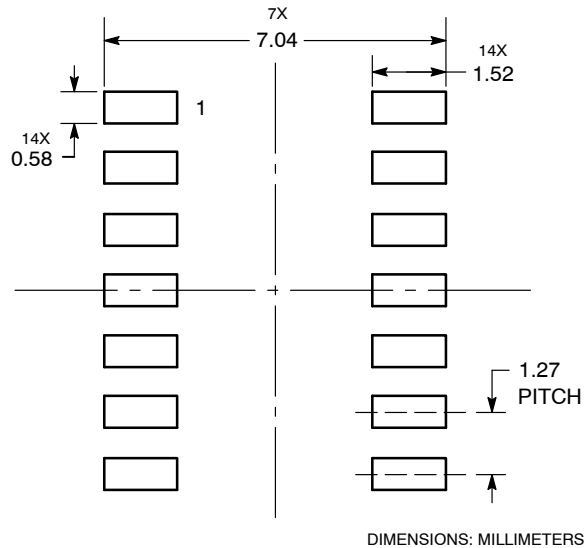 7X
7.04
14X
1.52
1
14X
0.58
1.27
PITCH
DIMENSIONS: MILLIMETERS